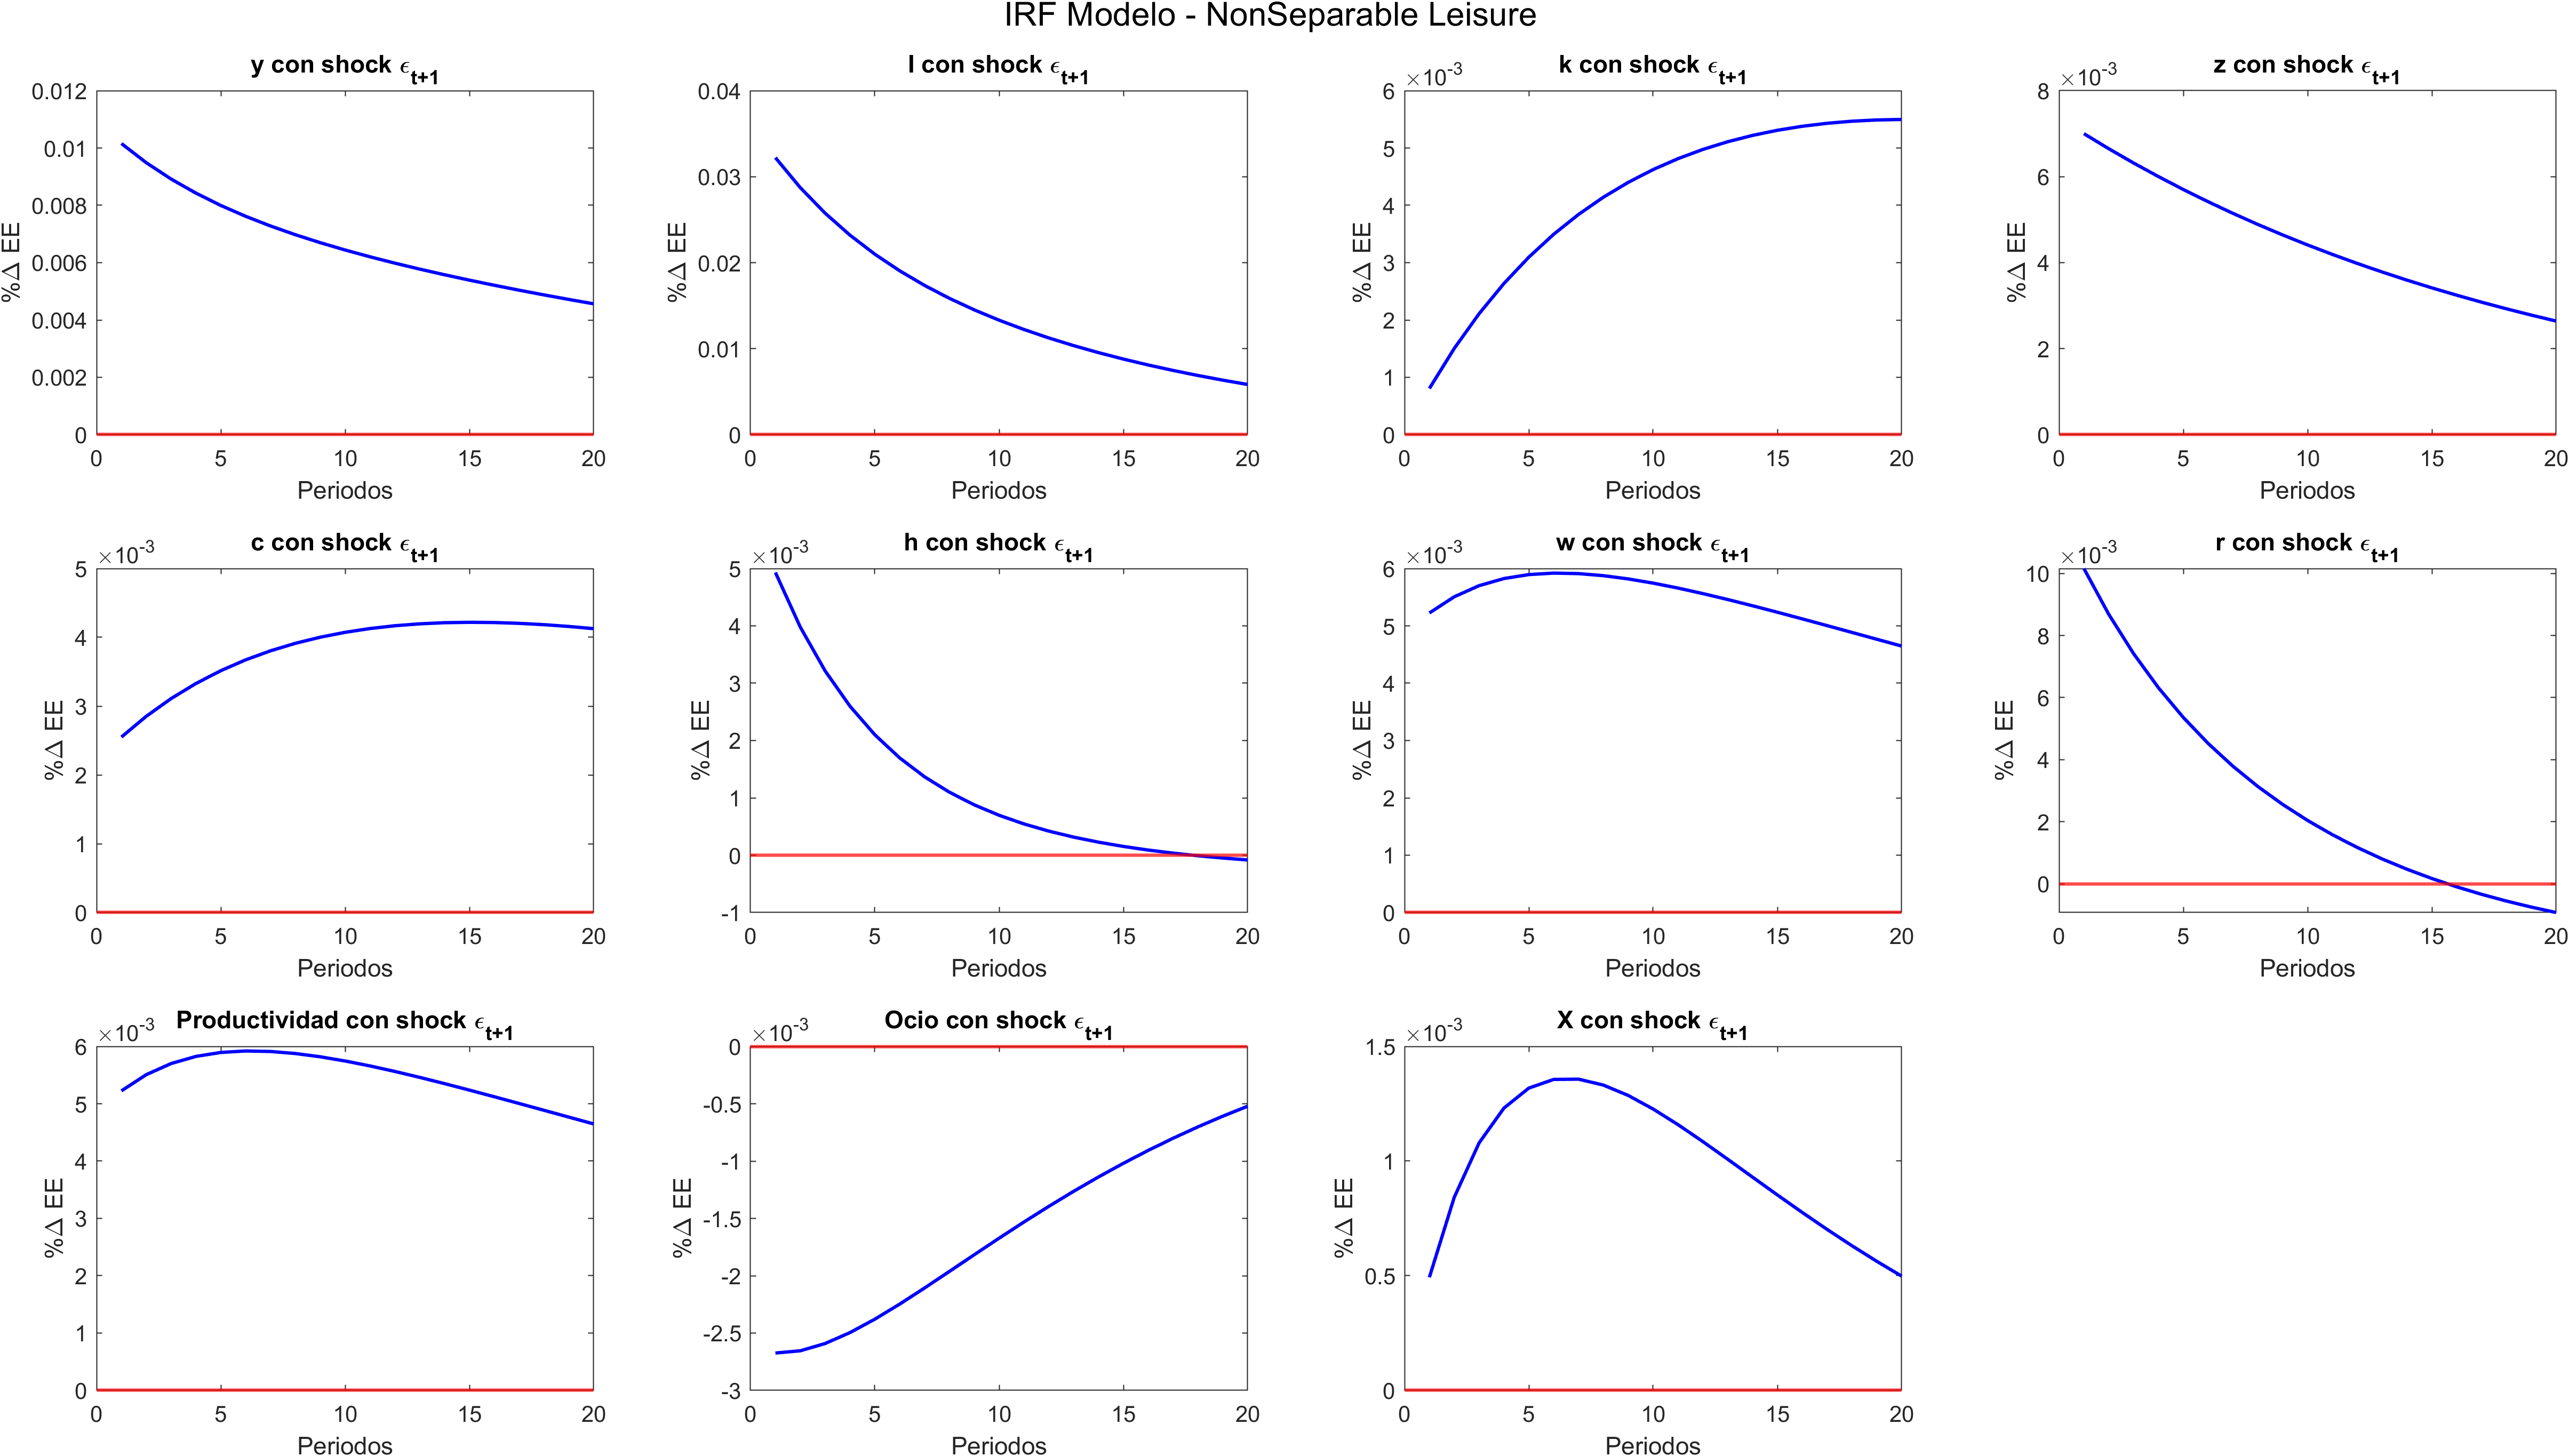 IRF Modelo - NonSeparable Leisure
y con shock ϵt+1
0.012
0.01
0.008
0.006
0.004
0.002
0
%Δ EE
0 5 10 15 20
Periodos
I con shock ϵt+1
0.04
0.03
0.02
0.01
0
%Δ EE
0 5 10 15 20
Periodos
k con shock ϵt+1
×10-3
6
5
4
3
2
1
0
%Δ EE
0 5 10 15 20
Periodos
z con shock ϵt+1
×10-3
8
6
4
2
0
%Δ EE
0 5 10 15 20
Periodos
c con shock ϵt+1
×10-3
5
4
3
2
1
0
%Δ EE
0 5 10 15 20
Periodos
h con shock ϵt+1
×10-3
5
4
3
2
1
0
-1
%Δ EE
0 5 10 15 20
Periodos
w con shock ϵt+1
×10-3
6
5
4
3
2
1
0
%Δ EE
0 5 10 15 20
Periodos
r con shock ϵt+1
×10-3
10
8
6
4
2
0
%Δ EE
0 5 10 15 20
Periodos
Productividad con shock ϵt+1
×10-3
6
5
4
3
2
1
0
%Δ EE
0 5 10 15 20
Periodos
Ocio con shock ϵt+1
×10-3
0
-0.5
-1
-1.5
-2
-2.5
-3
%Δ EE
0 5 10 15 20
Periodos
X con shock ϵt+1
×10-3
1.5
1
0.5
0
%Δ EE
0 5 10 15 20
Periodos